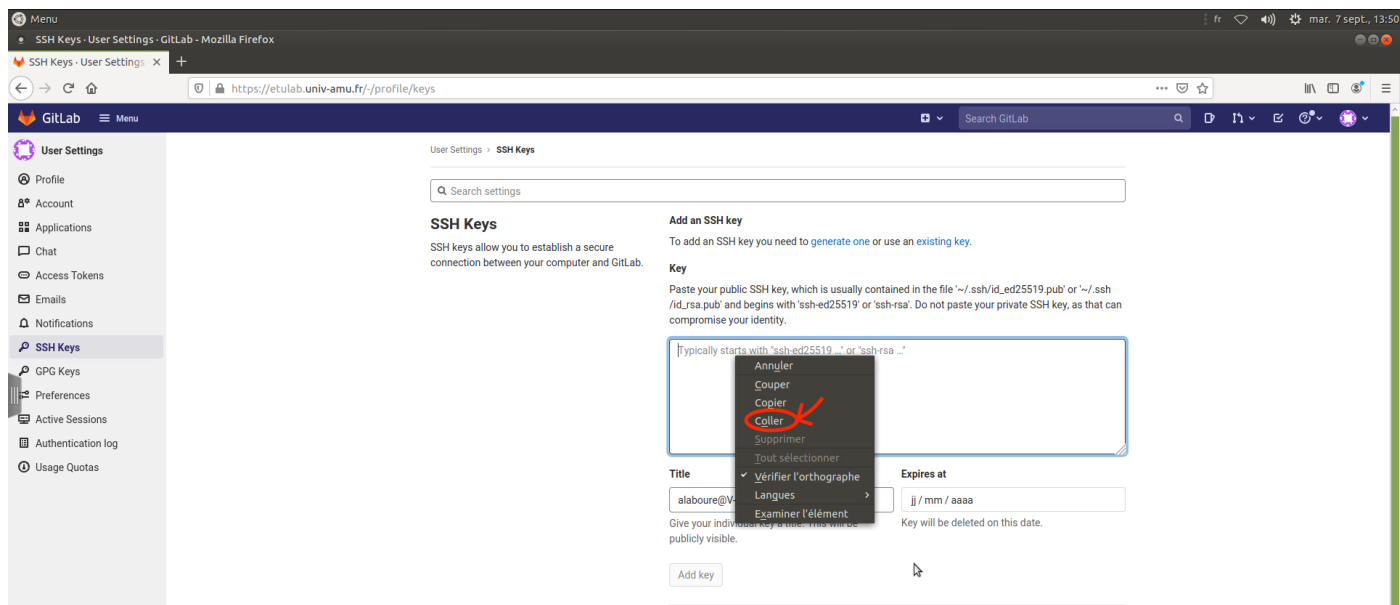 Menu
fr
mar. 7 sept., 13:50
SSH Keys · User Settings · GitLab - Mozilla Firefox
SSH Keys · User Settings
https://etulab.univ-amu.fr/-/profile/keys
GitLab
Menu
Search GitLab
User Settings
Profile
Account
Applications
Chat
Access Tokens
Emails
Notifications
SSH Keys
GPG Keys
Preferences
Active Sessions
Authentication log
Usage Quotas
User Settings > SSH Keys
Search settings
SSH Keys
SSH keys allow you to establish a secure
connection between your computer and GitLab.
Add an SSH key
To add an SSH key you need to generate one or use an existing key.
Key
Paste your public SSH key, which is usually contained in the file '~/.ssh/id_ed25519.pub' or '~/.ssh
/id_rsa.pub' and begins with 'ssh-ed25519' or 'ssh-rsa'. Do not paste your private SSH key, as that can
compromise your identity.
Typically starts with "ssh-ed25519 …" or "ssh-rsa …"
Annuler
Couper
Copier
Coller
Supprimer
Tout sélectionner
Vérifier l'orthographe
Langues
Examiner l'élément
Title
alaboure@V-
Give your individual key a title. This will be
publicly visible.
Expires at
jj / mm / aaaa
Key will be deleted on this date.
Add key